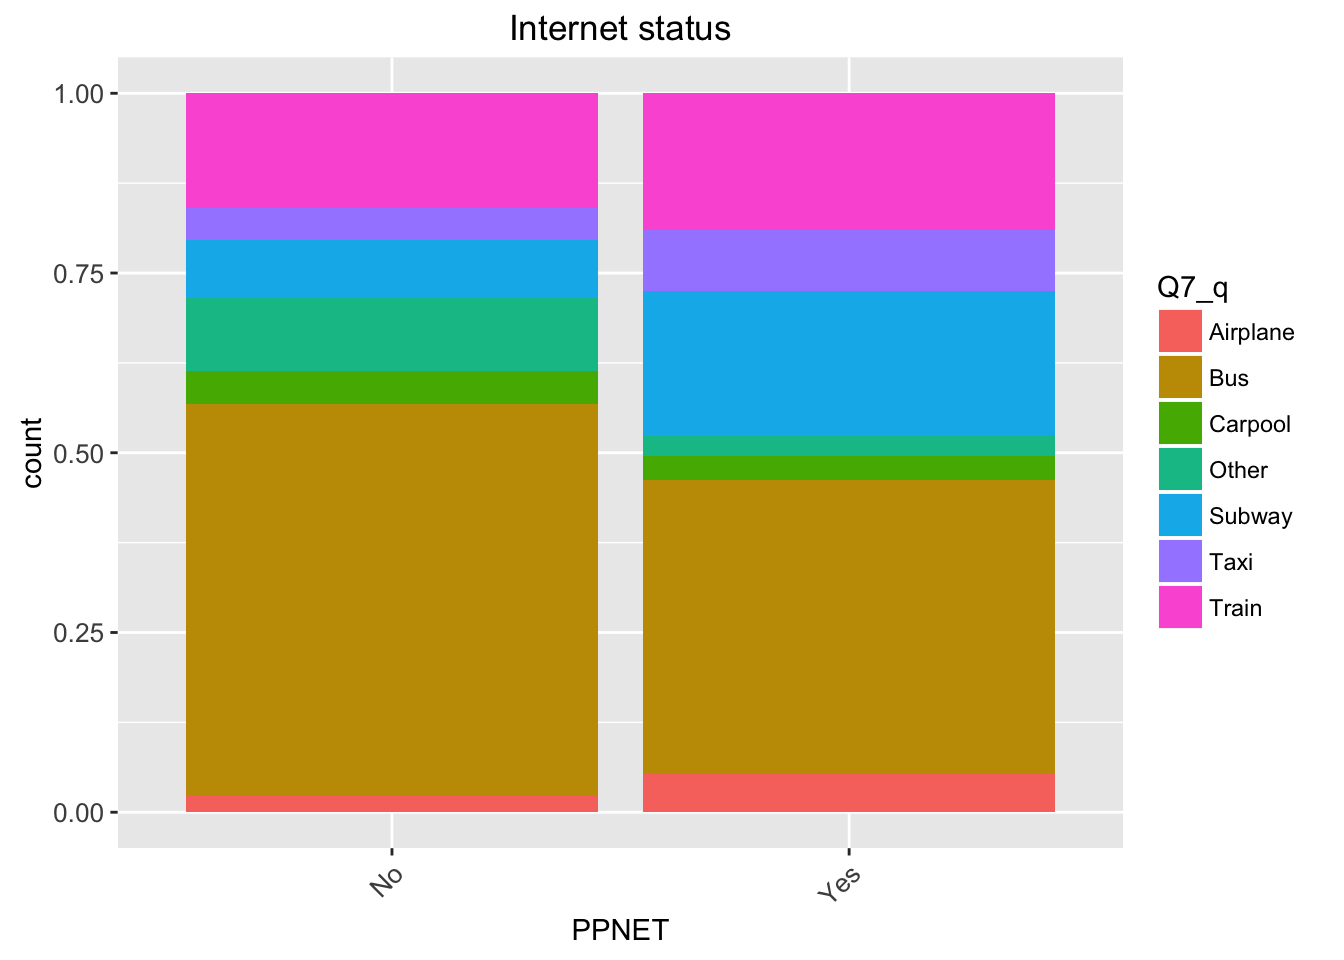 Internet status
1.00
0.75
0.50
0.25
0.00
count
No
Yes
PPNET
Q7_q
Airplane
Bus
Carpool
Other
Subway
Taxi
Train